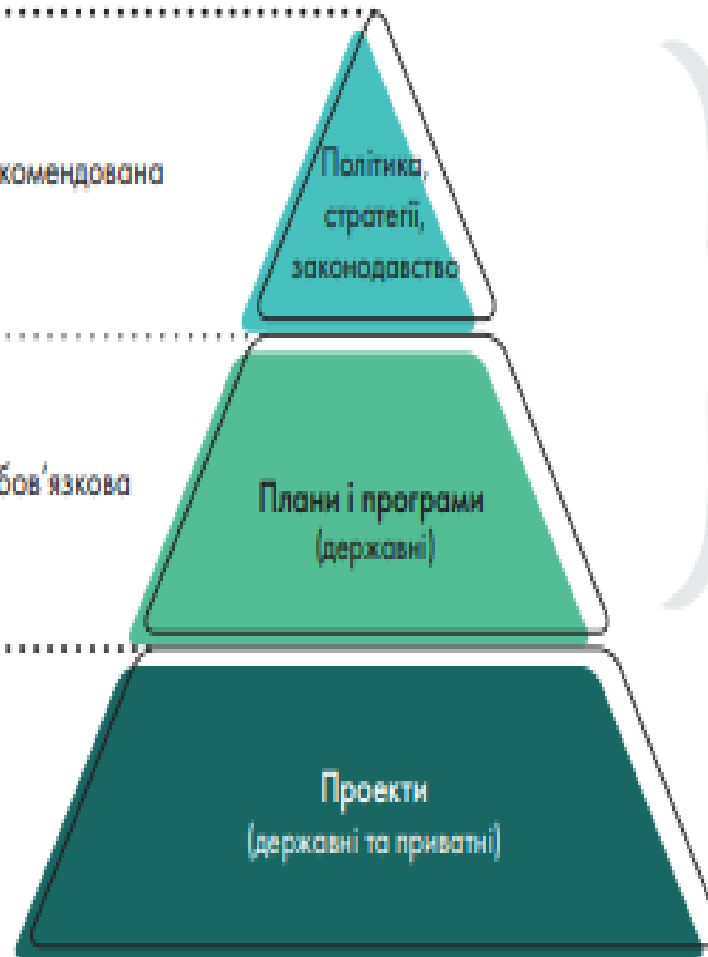 комендована
Політика,
стратегії,
законодавство
бов'язкова
Плани і програми
(державні)
Проекти
(державні та приватні)